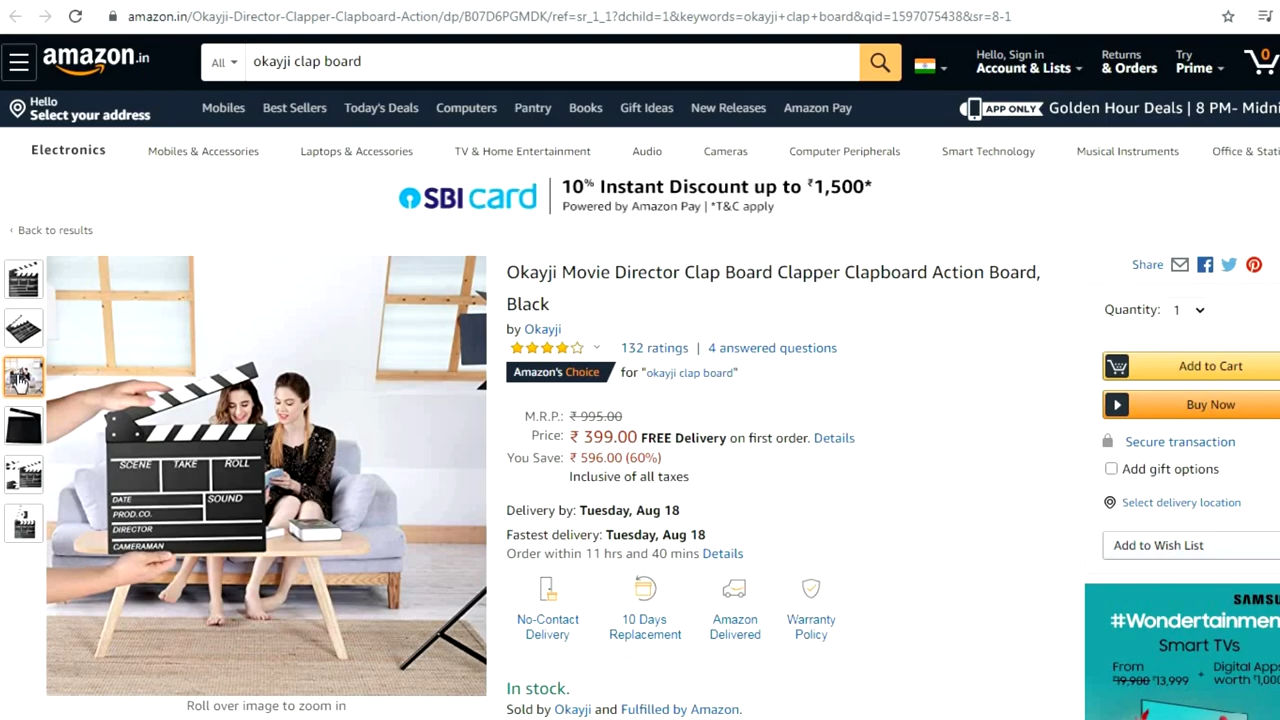 amazon.in/Okayji-Director-Clapper-Clapboard-Action/dp/B07D6PGMDK/ref=sr_1_1?dchild=1&keywords=okayji+clap+board&qid=1597075438&sr=8-1
amazon.in
All
okayji clap board
Hello, Sign in
Account & Lists
Returns
& Orders
Try
Prime
0
Hello
Select your address
Mobiles Best Sellers Today's Deals Computers Pantry Books Gift Ideas New Releases Amazon Pay
APP ONLY Golden Hour Deals | 8 PM- Midni
Electronics Mobiles & Accessories Laptops & Accessories TV & Home Entertainment Audio Cameras Computer Peripherals Smart Technology Musical Instruments Office & Stati
SBI card
10% Instant Discount up to ₹1,500*
Powered by Amazon Pay | *T&C apply
‹ Back to results
SCENE TAKE ROLL
DATE SOUND
PROD.CO.
DIRECTOR
CAMERAMAN
Roll over image to zoom in
Okayji Movie Director Clap Board Clapper Clapboard Action Board,
Black
by Okayji
132 ratings | 4 answered questions
Amazon's Choice for "okayji clap board"
M.R.P.: ₹ 995.00
Price: ₹ 399.00 FREE Delivery on first order. Details
You Save: ₹ 596.00 (60%)
Inclusive of all taxes
Delivery by: Tuesday, Aug 18
Fastest delivery: Tuesday, Aug 18
Order within 11 hrs and 40 mins Details
No-Contact
Delivery
10 Days
Replacement
Amazon
Delivered
Warranty
Policy
In stock.
Sold by Okayji and Fulfilled by Amazon.
Share
Quantity: 1
Add to Cart
Buy Now
Secure transaction
Add gift options
Select delivery location
Add to Wish List
SAMSU
#Wondertainmen
Smart TVs
From
₹19,900 ₹13,999
+
Digital Apps
worth ₹1,000